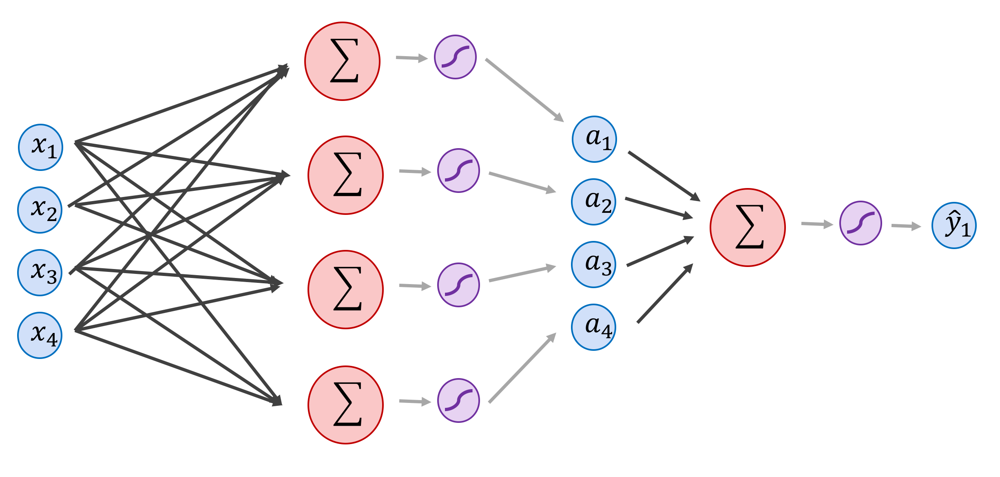 x₁
x₂
x₃
x₄
∑
∑
∑
∑
a₁
a₂
a₃
a₄
∑
ŷ₁